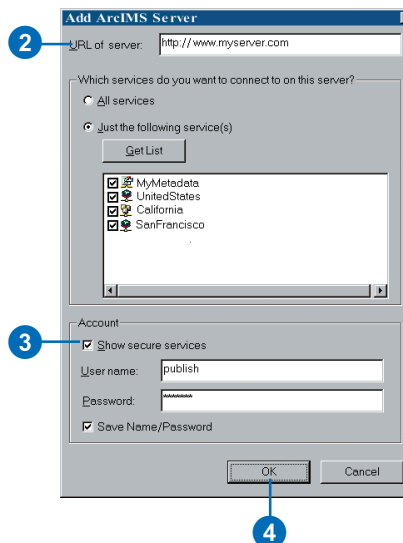 Add ArcIMS Server
2 URL of server: http://www.myserver.com
Which services do you want to connect to on this server?
All services
Just the following service(s)
Get List
MyMetadata
UnitedStates
California
SanFrancisco
Account
3 Show secure services
User name: publish
Password: *******
Save Name/Password
OK Cancel
4